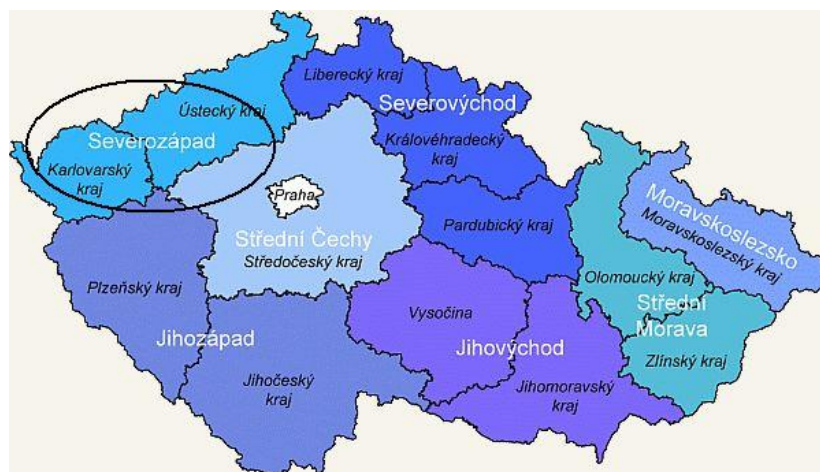 Liberecký kraj
Ústecký kraj
Severovýchod
Severozápad
Královéhradecký
kraj
Karlovarský
kraj
Praha
Moravskoslezsko
Moravskoslezský kraj
Pardubický kraj
Střední Čechy
Středočeský kraj
Plzeňský kraj
Olomoucký kraj
Střední
Morava
Vysočina
Jihozápad
Jihovýchod
Zlínský kraj
Jihočeský
kraj
Jihomoravský
kraj